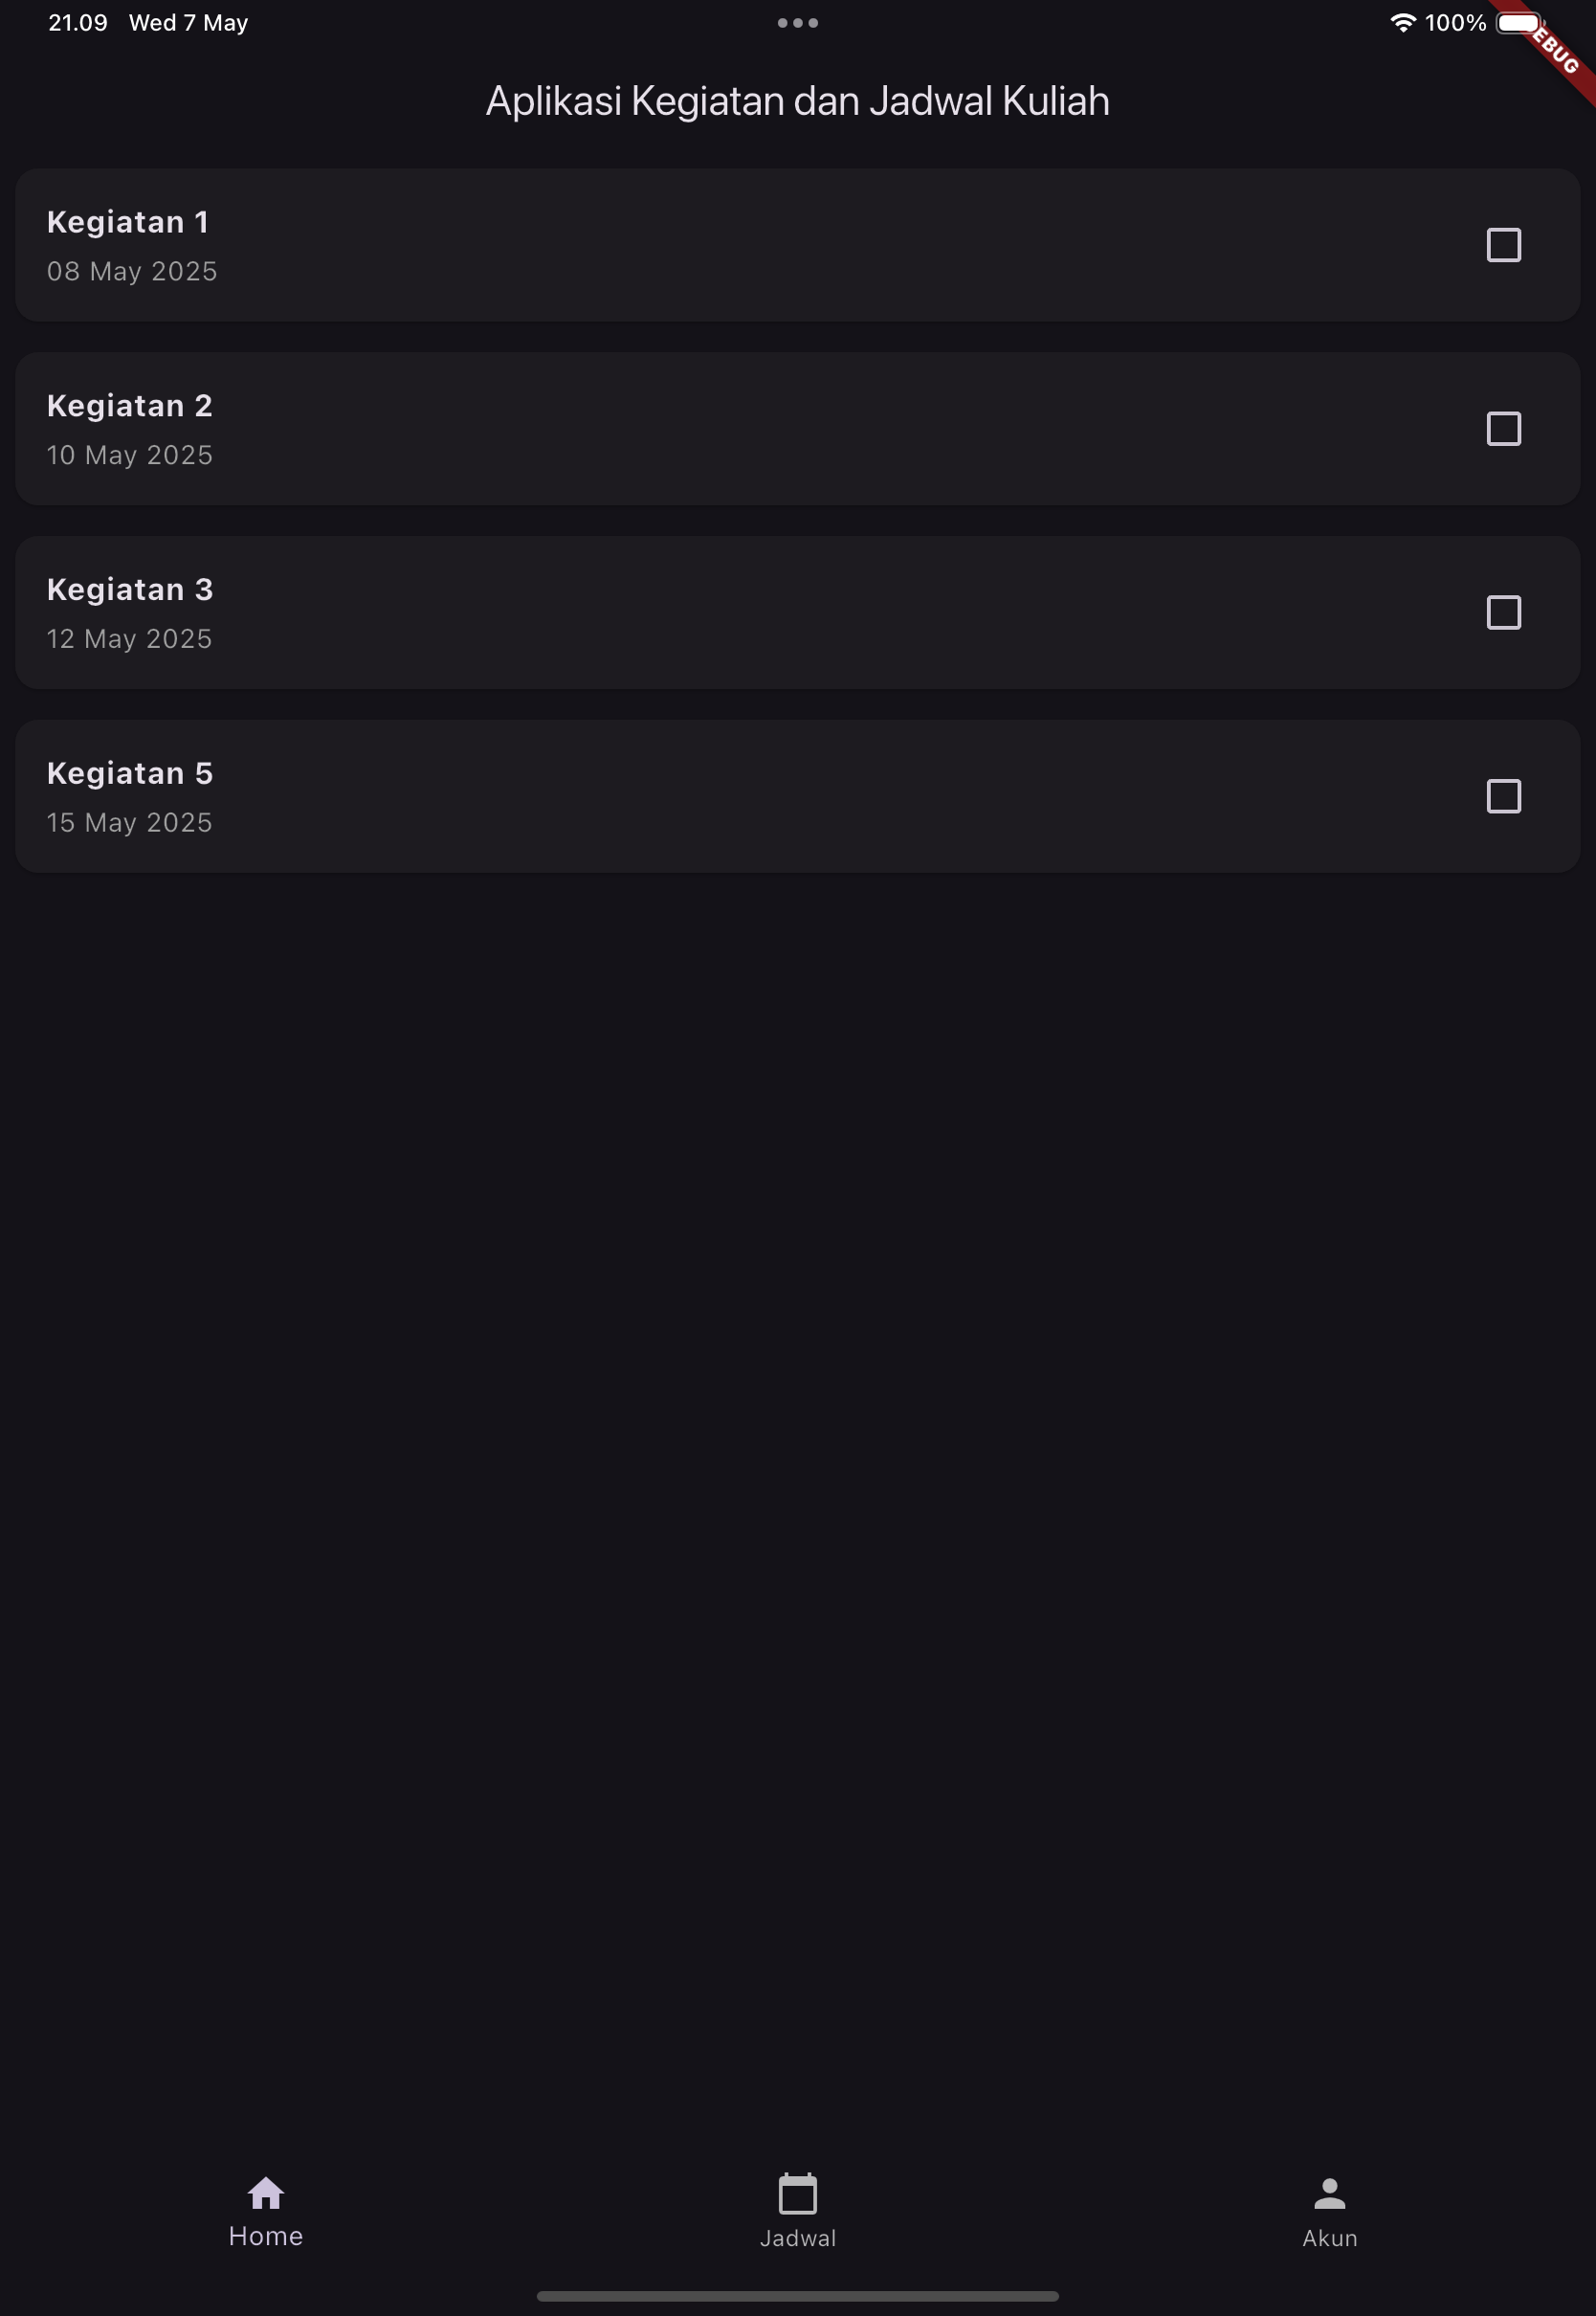 21.09 Wed 7 May
100%
EBUG
Aplikasi Kegiatan dan Jadwal Kuliah
Kegiatan 1
08 May 2025
Kegiatan 2
10 May 2025
Kegiatan 3
12 May 2025
Kegiatan 5
15 May 2025
Home
Jadwal
Akun